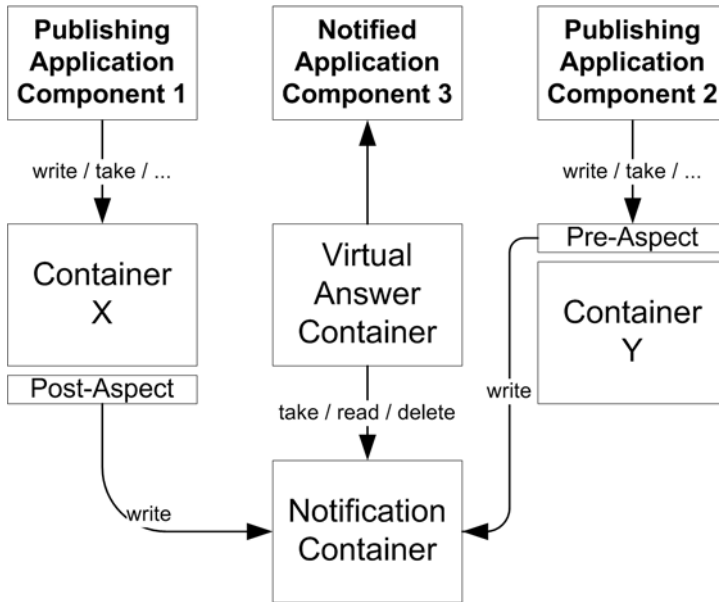 Publishing
Application
Component 1
Notified
Application
Component 3
Publishing
Application
Component 2
write / take / ...
write / take / ...
Container
X
Virtual
Answer
Container
Pre-Aspect
Container
Y
Post-Aspect
take / read / delete
write
write
Notification
Container